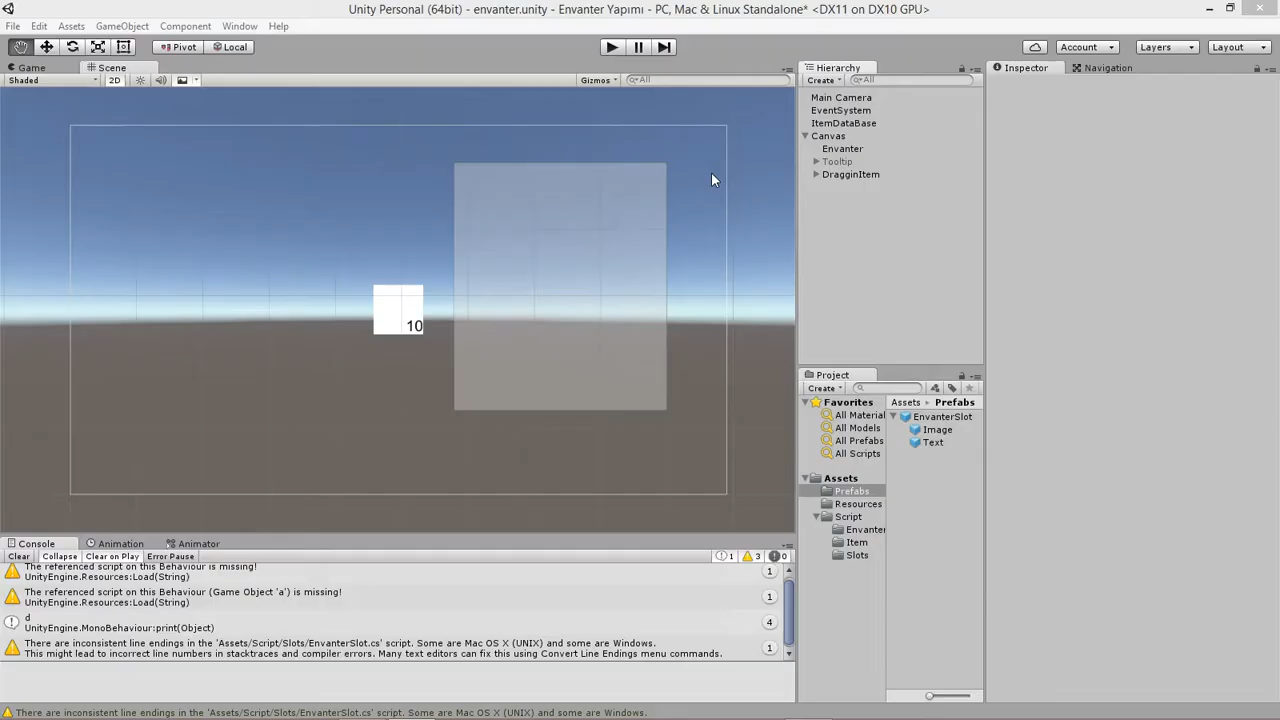 Unity Personal (64bit) - envanter.unity - Envanter Yapımı - PC, Mac & Linux Standalone* <DX11 on DX10 GPU>
File Edit Assets GameObject Component Window Help
Pivot Local Account Layers Layout
Game Scene
Shaded 2D Gizmos All
10
Hierarchy
Create All
Main Camera
EventSystem
ItemDataBase
Canvas
Envanter
Tooltip
DragginItem
Inspector Navigation
Project
Create
Favorites
All Material
All Models
All Prefabs
All Scripts
Assets
Prefabs
Resources
Script
Envanter
Item
Slots
Assets Prefabs
EnvanterSlot
Image
Text
Console Animation Animator
Clear Collapse Clear on Play Error Pause 1 3 0
The referenced script on this Behaviour is missing!
UnityEngine.Resources:Load(String) 1
The referenced script on this Behaviour (Game Object 'a') is missing!
UnityEngine.Resources:Load(String) 1
d
UnityEngine.MonoBehaviour:print(Object) 4
There are inconsistent line endings in the 'Assets/Script/Slots/EnvanterSlot.cs' script. Some are Mac OS X (UNIX) and some are Windows.
This might lead to incorrect line numbers in stacktraces and compiler errors. Many text editors can fix this using Convert Line Endings menu commands. 1
There are inconsistent line endings in the 'Assets/Script/Slots/EnvanterSlot.cs' script. Some are Mac OS X (UNIX) and some are Windows.